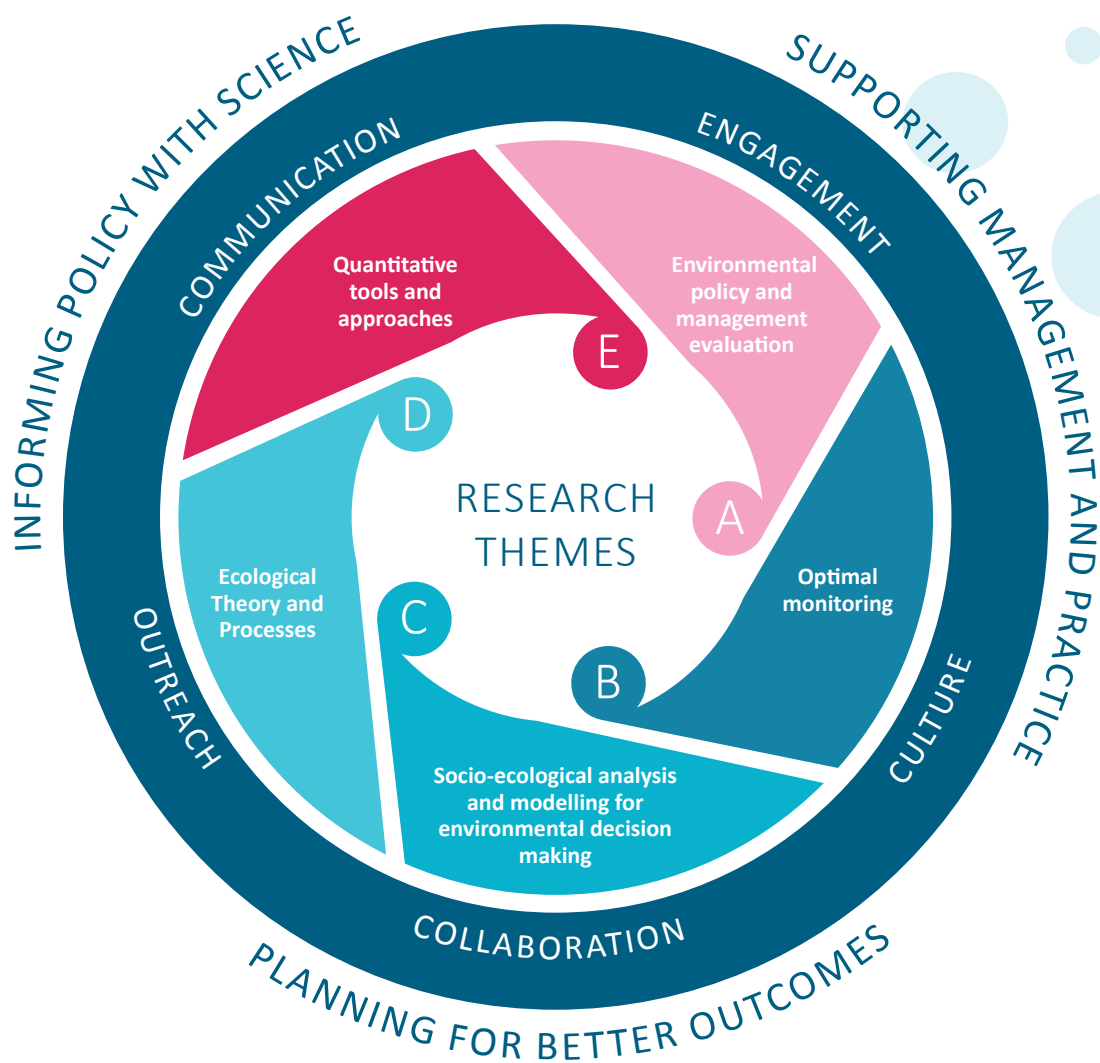 INFORMING POLICY WITH SCIENCE
SUPPORTING MANAGEMENT AND PRACTICE
PLANNING FOR BETTER OUTCOMES
COMMUNICATION
ENGAGEMENT
CULTURE
COLLABORATION
OUTREACH
RESEARCH
THEMES
A
Environmental
policy and
management
evaluation
B
Optimal
monitoring
C
Socio-ecological analysis
and modelling for
environmental decision
making
D
Ecological
Theory and
Processes
E
Quantitative
tools and
approaches